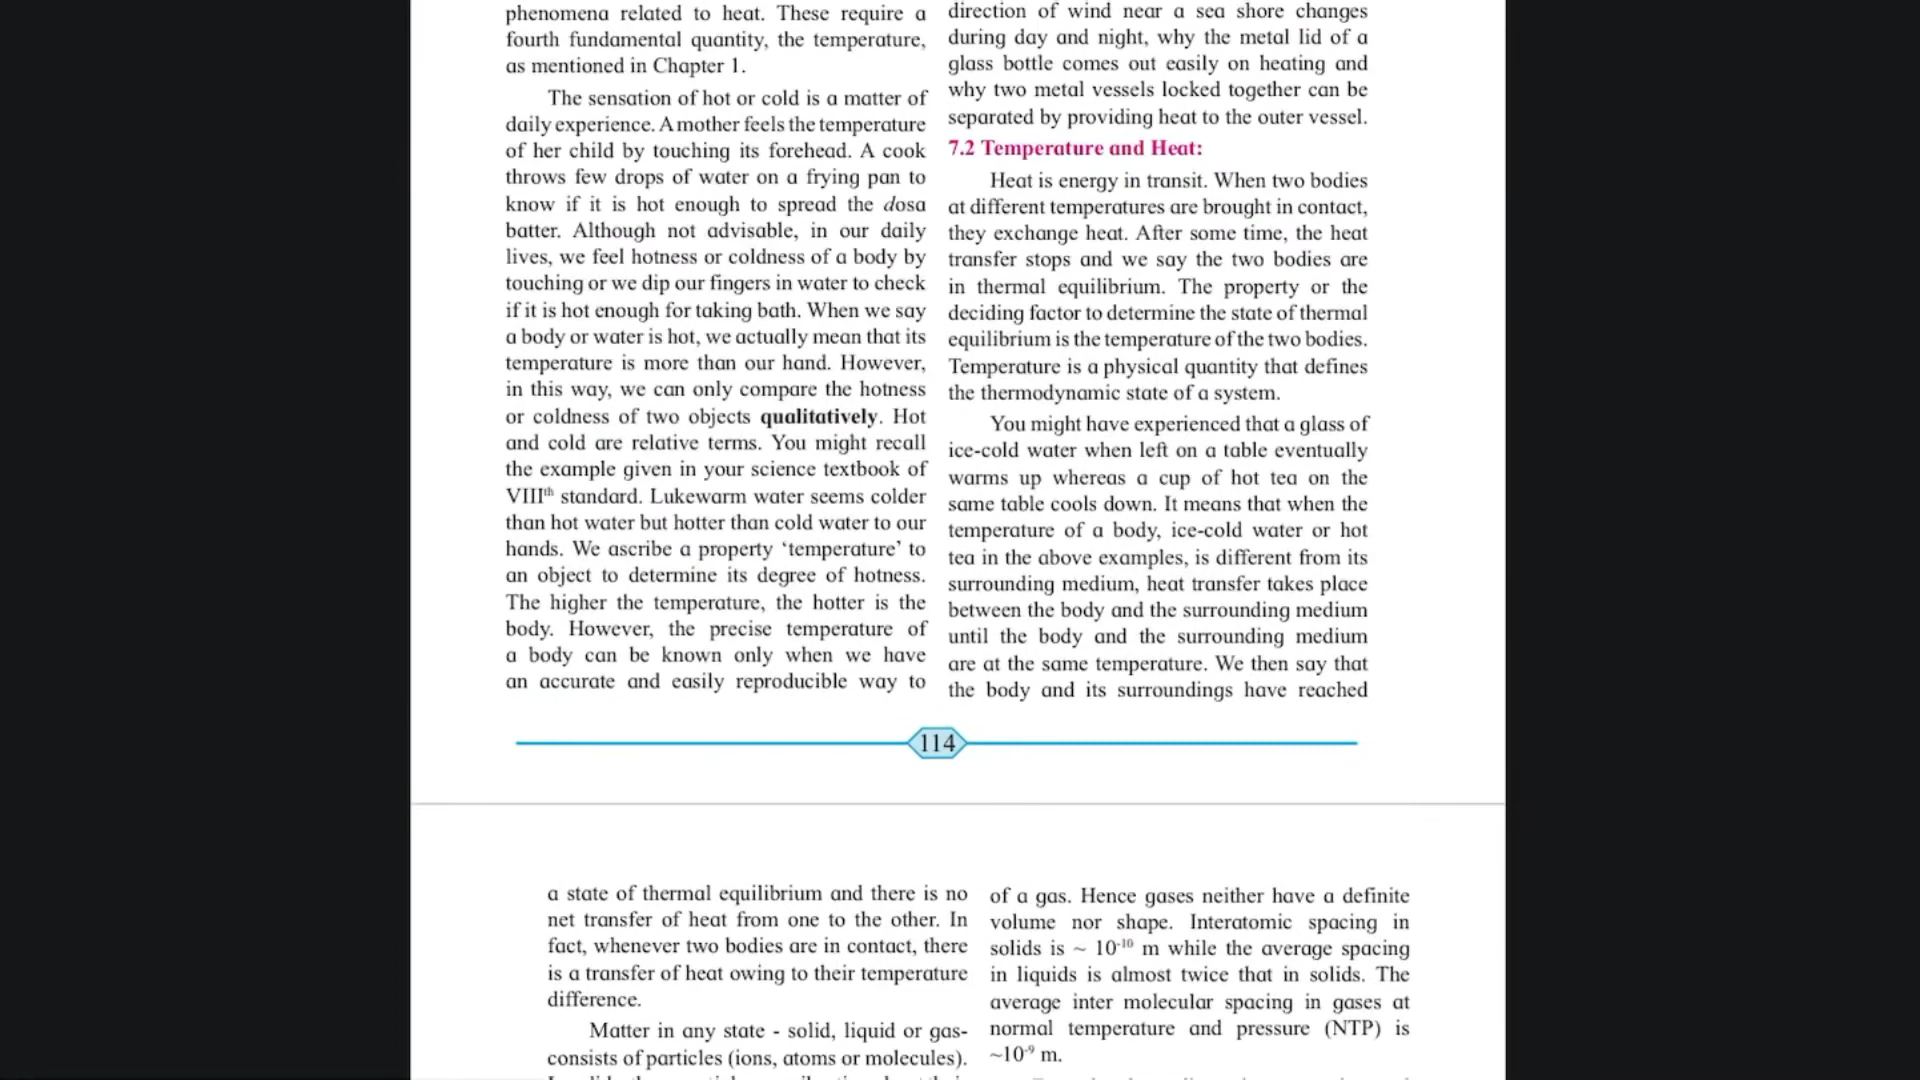 phenomena related to heat. These require a
fourth fundamental quantity, the temperature,
as mentioned in Chapter 1.
The sensation of hot or cold is a matter of
daily experience. A mother feels the temperature
of her child by touching its forehead. A cook
throws few drops of water on a frying pan to
know if it is hot enough to spread the dosa
batter. Although not advisable, in our daily
lives, we feel hotness or coldness of a body by
touching or we dip our fingers in water to check
if it is hot enough for taking bath. When we say
a body or water is hot, we actually mean that its
temperature is more than our hand. However,
in this way, we can only compare the hotness
or coldness of two objects qualitatively. Hot
and cold are relative terms. You might recall
the example given in your science textbook of
VIIIth standard. Lukewarm water seems colder
than hot water but hotter than cold water to our
hands. We ascribe a property ‘temperature’ to
an object to determine its degree of hotness.
The higher the temperature, the hotter is the
body. However, the precise temperature of
a body can be known only when we have
an accurate and easily reproducible way to
direction of wind near a sea shore changes
during day and night, why the metal lid of a
glass bottle comes out easily on heating and
why two metal vessels locked together can be
separated by providing heat to the outer vessel.
7.2 Temperature and Heat:
Heat is energy in transit. When two bodies
at different temperatures are brought in contact,
they exchange heat. After some time, the heat
transfer stops and we say the two bodies are
in thermal equilibrium. The property or the
deciding factor to determine the state of thermal
equilibrium is the temperature of the two bodies.
Temperature is a physical quantity that defines
the thermodynamic state of a system.
You might have experienced that a glass of
ice-cold water when left on a table eventually
warms up whereas a cup of hot tea on the
same table cools down. It means that when the
temperature of a body, ice-cold water or hot
tea in the above examples, is different from its
surrounding medium, heat transfer takes place
between the body and the surrounding medium
until the body and the surrounding medium
are at the same temperature. We then say that
the body and its surroundings have reached
114
a state of thermal equilibrium and there is no
net transfer of heat from one to the other. In
fact, whenever two bodies are in contact, there
is a transfer of heat owing to their temperature
difference.
Matter in any state - solid, liquid or gas-
consists of particles (ions, atoms or molecules).
of a gas. Hence gases neither have a definite
volume nor shape. Interatomic spacing in
solids is ~ 10⁻¹⁰ m while the average spacing
in liquids is almost twice that in solids. The
average inter molecular spacing in gases at
normal temperature and pressure (NTP) is
~10⁻⁹ m.